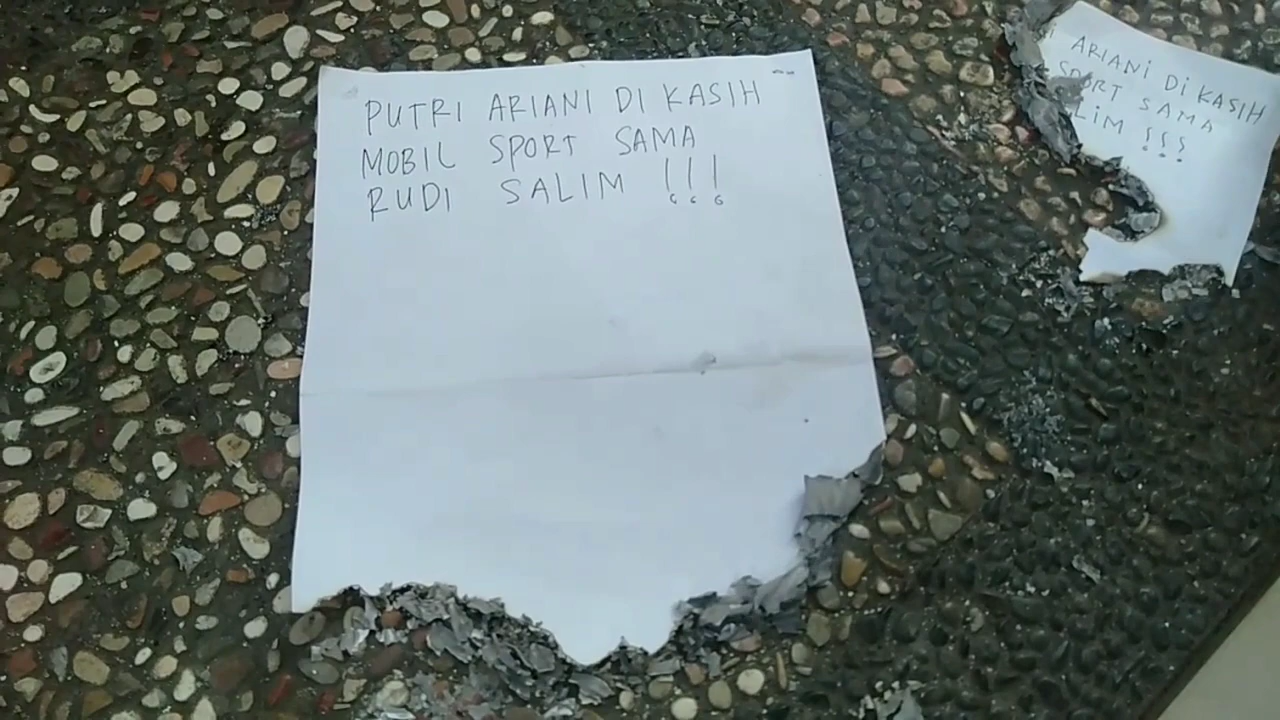 PUTRI ARIANI DI KASIH
MOBIL SPORT SAMA
RUDI SALIM !!!
ARIANI DI KASIH
SPORT SAMA
LIM !!!